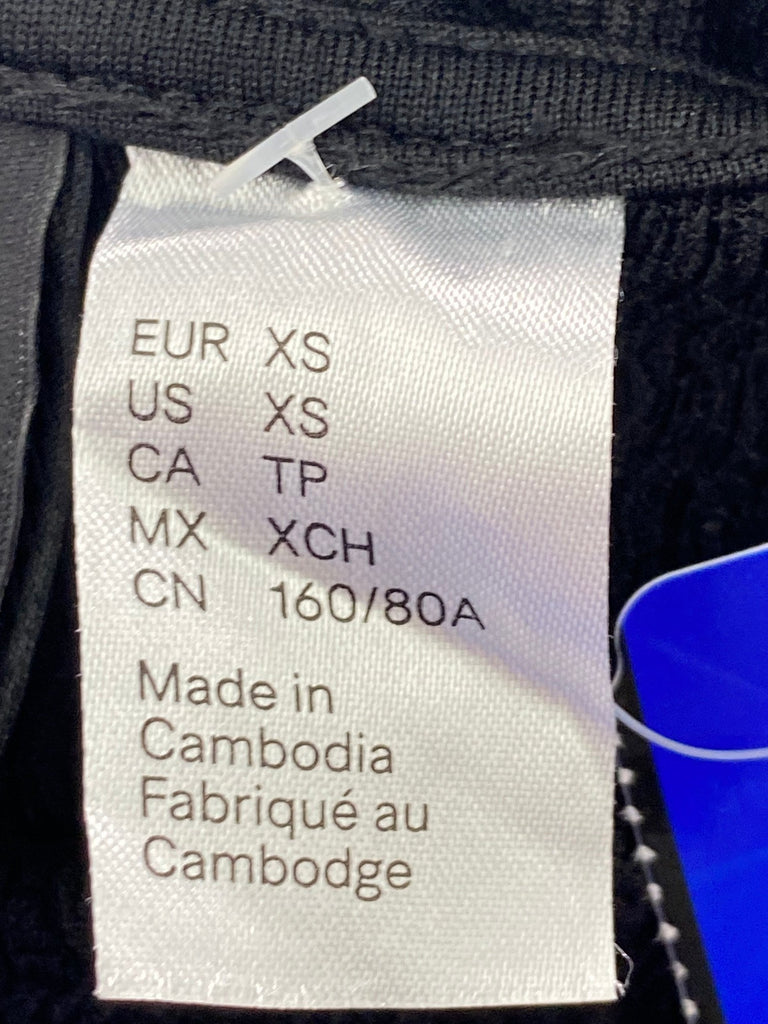 EUR XS
US XS
CA TP
MX XCH
CN 160/80A
Made in
Cambodia
Fabriqué au
Cambodge